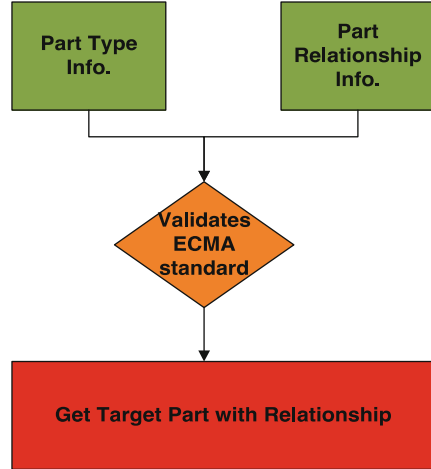 Part Type
Info.
Part
Relationship
Info.
Validates
ECMA
standard
Get Target Part with Relationship